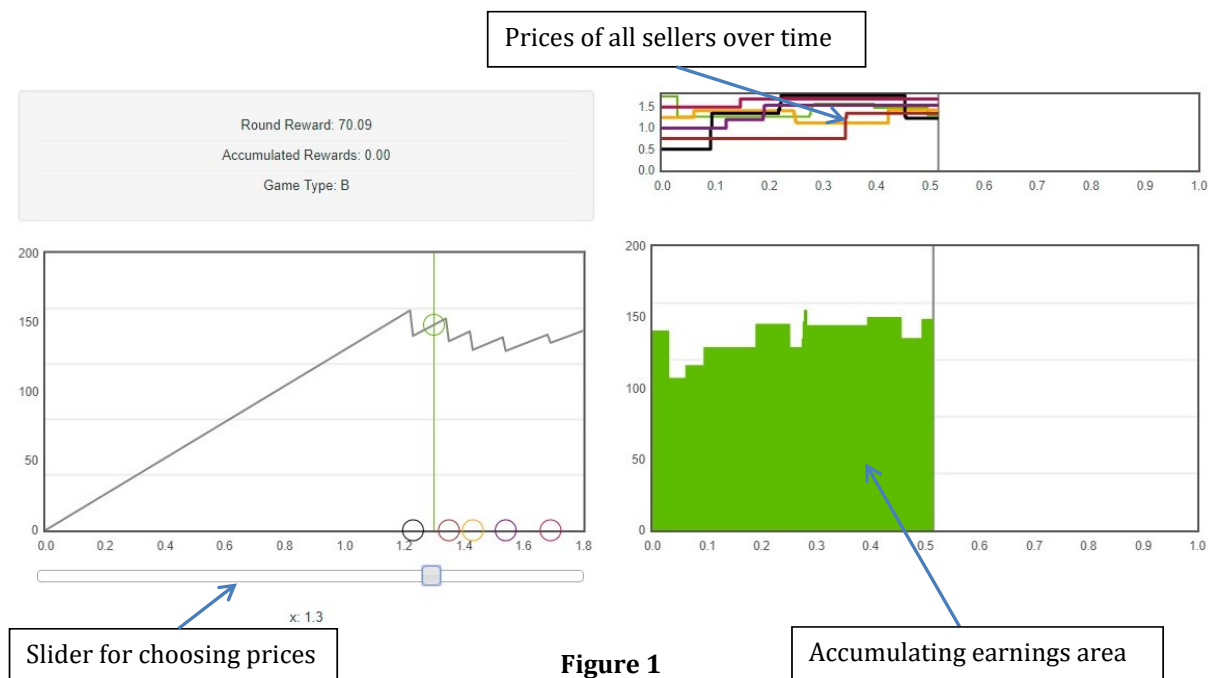 Prices of all sellers over time
Round Reward: 70.09
Accumulated Rewards: 0.00
Game Type: B
1.5
1.0
0.5
0.0
0.0 0.1 0.2 0.3 0.4 0.5 0.6 0.7 0.8 0.9 1.0
200
150
100
50
0
0.0 0.2 0.4 0.6 0.8 1.0 1.2 1.4 1.6 1.8
200
150
100
50
0
0.0 0.1 0.2 0.3 0.4 0.5 0.6 0.7 0.8 0.9 1.0
x: 1.3
Slider for choosing prices
Accumulating earnings area
Figure 1